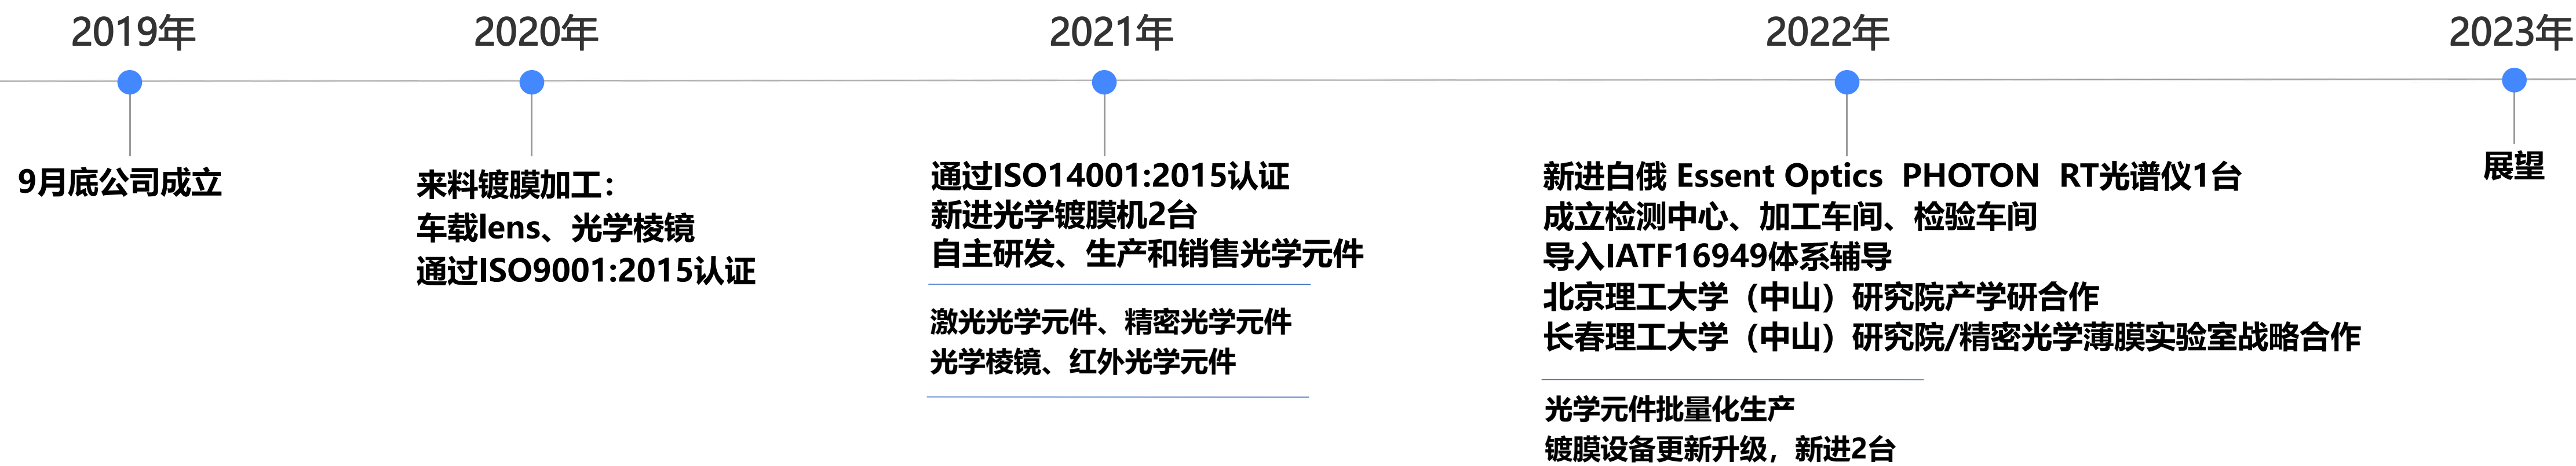 2019年
9月底公司成立
2020年
来料镀膜加工：
车载lens、光学棱镜
通过ISO9001:2015认证
2021年
通过ISO14001:2015认证
新进光学镀膜机2台
自主研发、生产和销售光学元件
激光光学元件、精密光学元件
光学棱镜、红外光学元件
2022年
新进白俄 Essent Optics  PHOTON  RT光谱仪1台
成立检测中心、加工车间、检验车间
导入IATF16949体系辅导
北京理工大学（中山）研究院产学研合作
长春理工大学（中山）研究院/精密光学薄膜实验室战略合作
光学元件批量化生产
镀膜设备更新升级，新进2台
2023年
展望